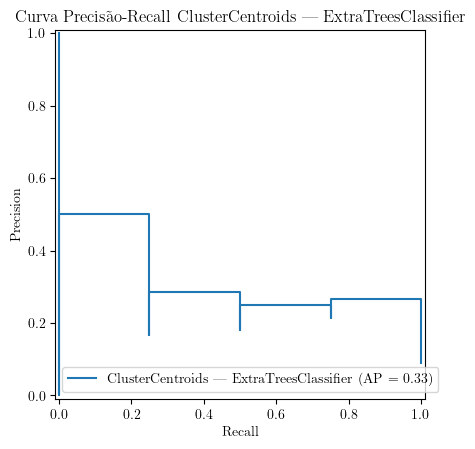 Curva Precisão-Recall ClusterCentroids — ExtraTreesClassifier
1.0
0.8
0.6
0.4
0.2
0.0
Precision
ClusterCentroids — ExtraTreesClassifier (AP = 0.33)
0.0 0.2 0.4 0.6 0.8 1.0
Recall